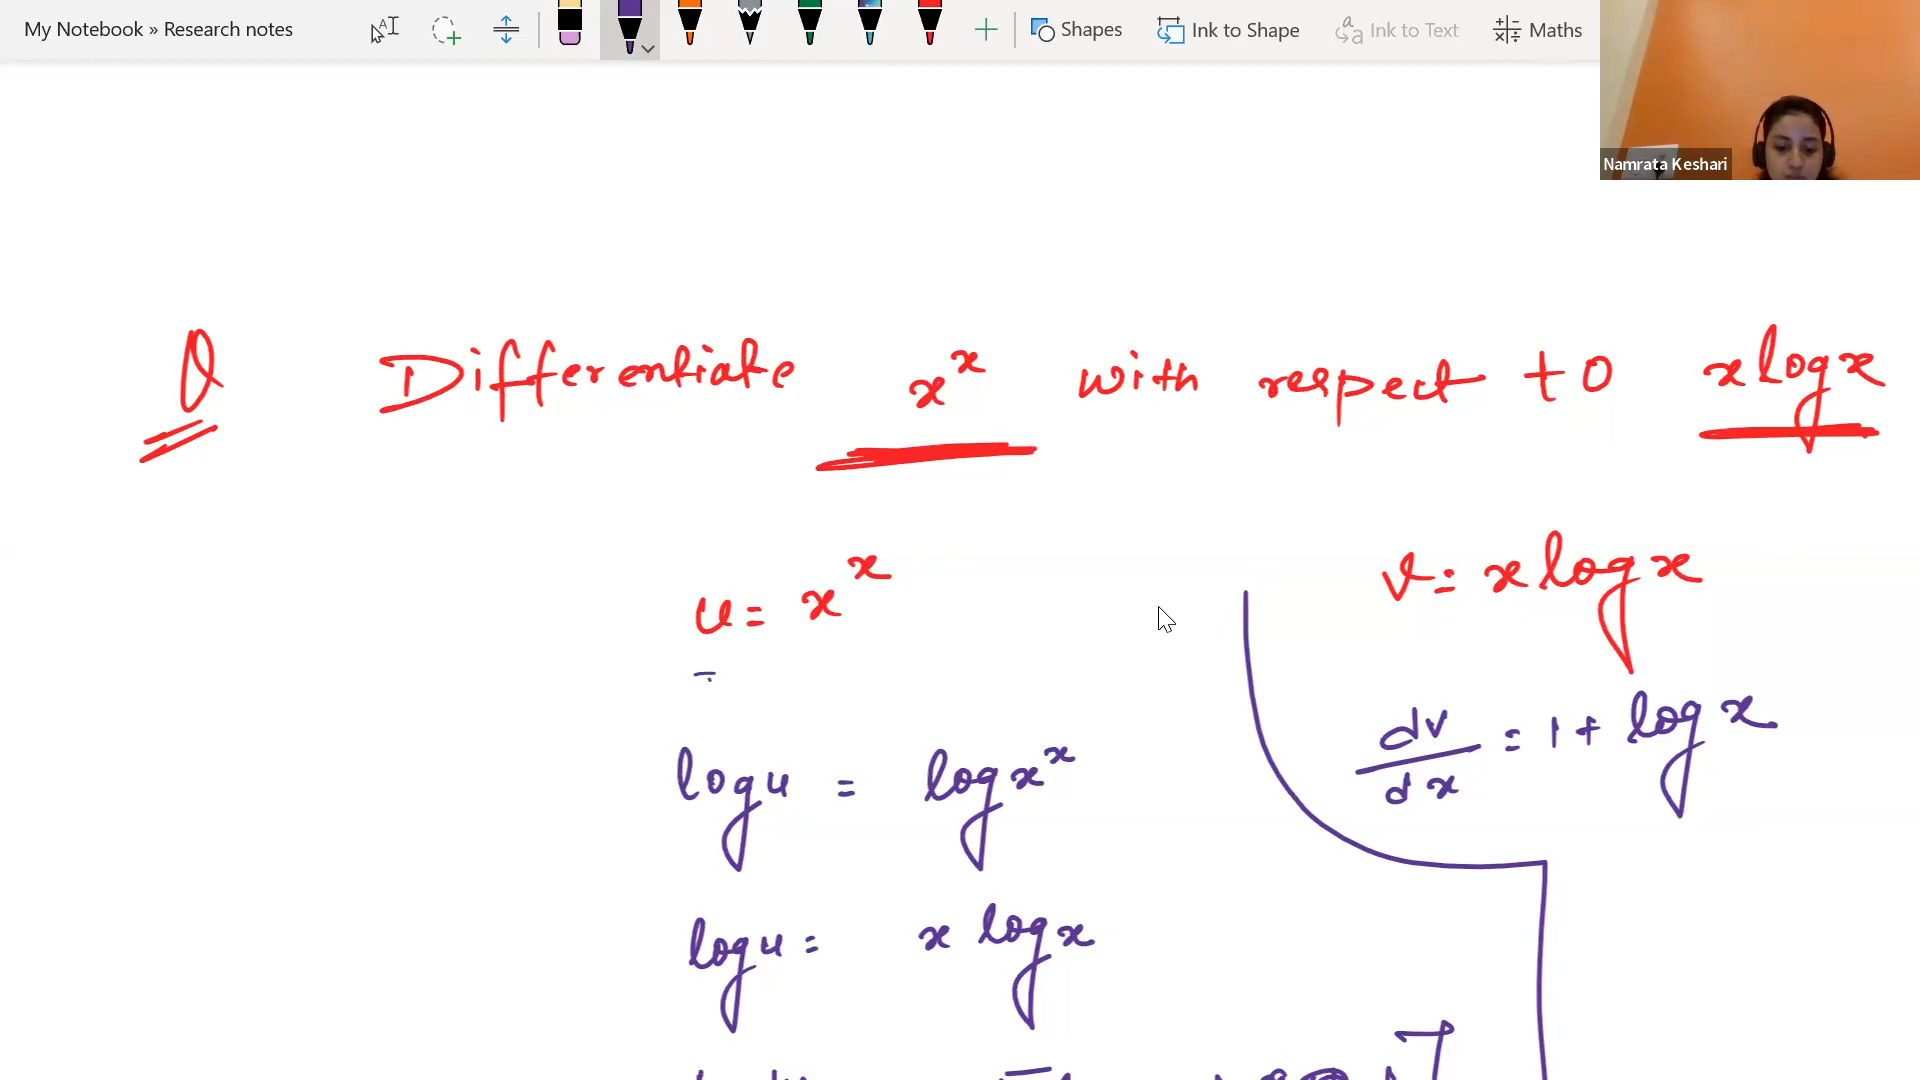 My Notebook » Research notes
Shapes
Ink to Shape
Ink to Text
Maths
Namrata Keshari
Q Differentiate x^x with respect to x log x
u = x^x
v = x log x
dv/dx = 1 + log x
log u = log x^x
log u = x log x